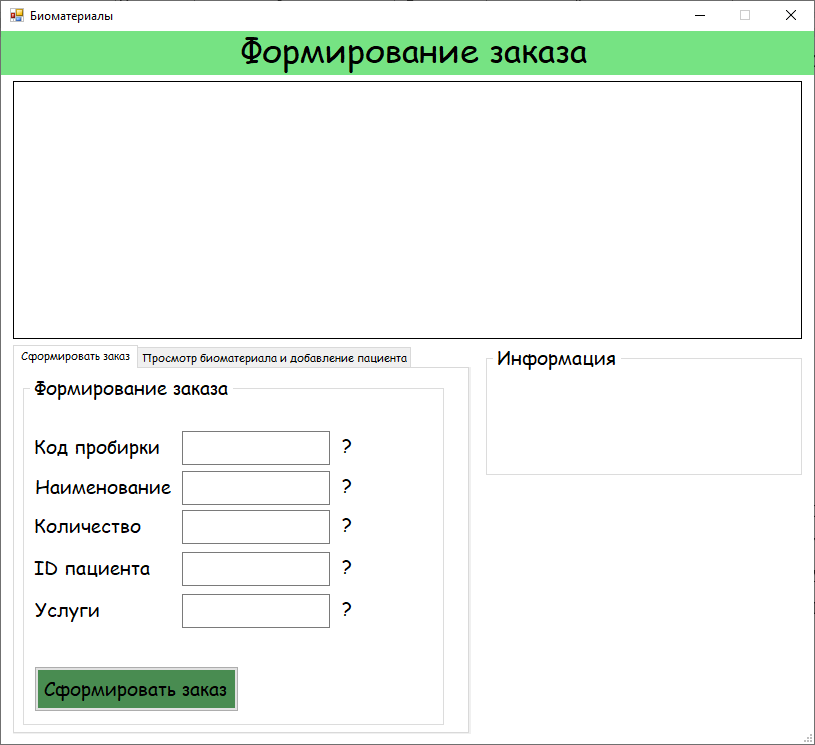 Биоматериалы
Формирование заказа
Сформировать заказ
Просмотр биоматериала и добавление пациента
Информация
Формирование заказа
Код пробирки ?
Наименование ?
Количество ?
ID пациента ?
Услуги ?
Сформировать заказ